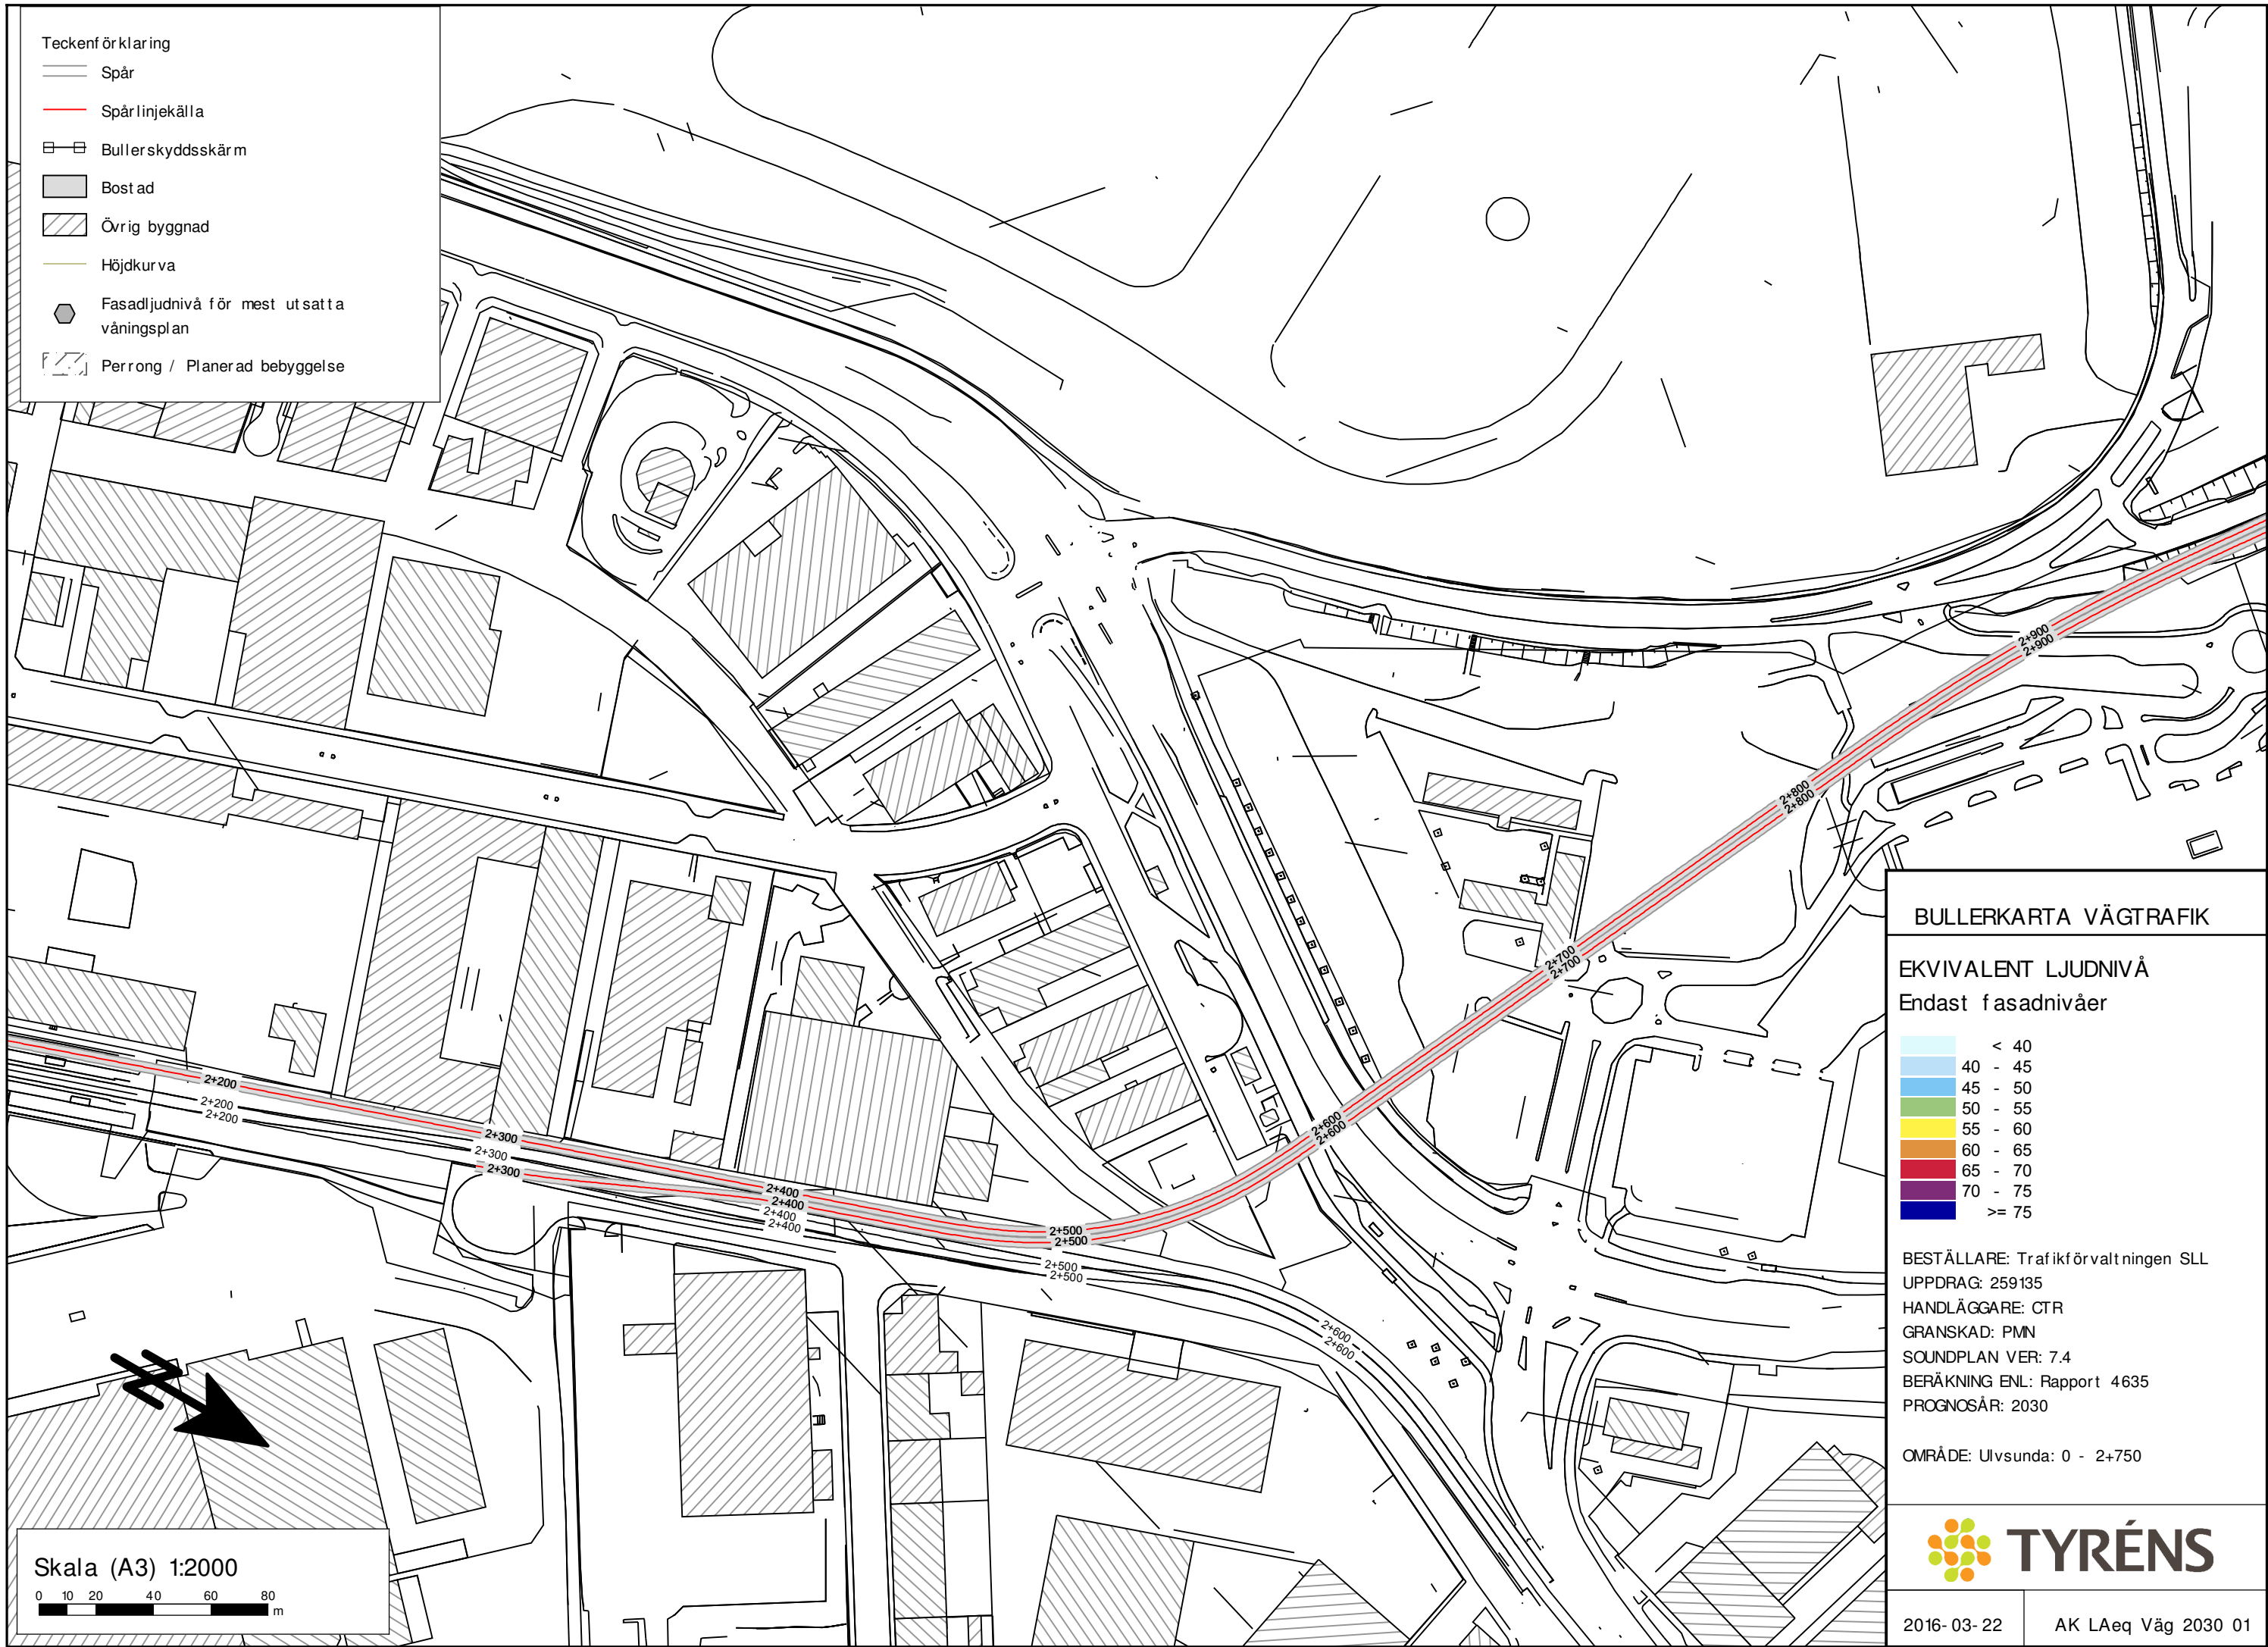 Teckenförklaring
Spår
Spårlinjekälla
Bullerskyddsskärm
Bostad
Övrig byggnad
Höjdkurva
Fasadljudnivå för mest utsatta
våningsplan
Perrong / Planerad bebyggelse
2+900
2+900
2+800
2+800
2+700
2+700
2+600
2+600
2+200
2+200
2+200
2+300
2+300
2+300
2+400
2+400
2+400
2+400
2+500
2+500
2+500
2+500
2+600
2+600
BULLERKARTA VÄGTRAFIK
EKVIVALENT LJUDNIVÅ
Endast fasadnivåer
< 40
40 - 45
45 - 50
50 - 55
55 - 60
60 - 65
65 - 70
70 - 75
>= 75
BESTÄLLARE: Trafikförvaltningen SLL
UPPDRAG: 259135
HANDLÄGGARE: CTR
GRANSKAD: PMN
SOUNDPLAN VER: 7.4
BERÄKNING ENL: Rapport 4635
PROGNOSÅR: 2030
OMRÅDE: Ulvsunda: 0 - 2+750
TYRÉNS
2016-03-22 AK LAeq Väg 2030 01
Skala (A3) 1:2000
0 10 20 40 60 80
m